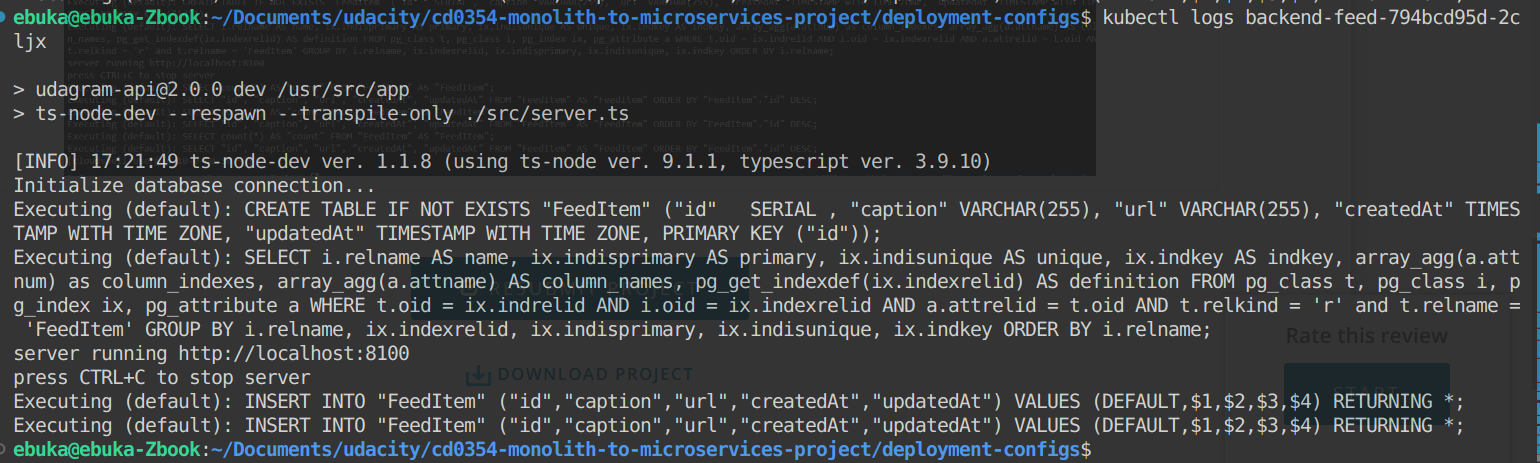 ebuka@ebuka-Zbook:~/Documents/udacity/cd0354-monolith-to-microservices-project/deployment-configs$ kubectl logs backend-feed-794bcd95d-2c
ljx
> udagram-api@2.0.0 dev /usr/src/app
> ts-node-dev --respawn --transpile-only ./src/server.ts
[INFO] 17:21:49 ts-node-dev ver. 1.1.8 (using ts-node ver. 9.1.1, typescript ver. 3.9.10)
Initialize database connection...
Executing (default): CREATE TABLE IF NOT EXISTS "FeedItem" ("id"   SERIAL , "caption" VARCHAR(255), "url" VARCHAR(255), "createdAt" TIMES
TAMP WITH TIME ZONE, "updatedAt" TIMESTAMP WITH TIME ZONE, PRIMARY KEY ("id"));
Executing (default): SELECT i.relname AS name, ix.indisprimary AS primary, ix.indisunique AS unique, ix.indkey AS indkey, array_agg(a.att
num) as column_indexes, array_agg(a.attname) AS column_names, pg_get_indexdef(ix.indexrelid) AS definition FROM pg_class t, pg_class i, p
g_index ix, pg_attribute a WHERE t.oid = ix.indrelid AND i.oid = ix.indexrelid AND a.attrelid = t.oid AND t.relkind = 'r' and t.relname =
 'FeedItem' GROUP BY i.relname, ix.indexrelid, ix.indisprimary, ix.indisunique, ix.indkey ORDER BY i.relname;
Rate this review
server running http://localhost:8100
press CTRL+C to stop server
DOWNLOAD PROJECT
START
Executing (default): INSERT INTO "FeedItem" ("id","caption","url","createdAt","updatedAt") VALUES (DEFAULT,$1,$2,$3,$4) RETURNING *;
Executing (default): INSERT INTO "FeedItem" ("id","caption","url","createdAt","updatedAt") VALUES (DEFAULT,$1,$2,$3,$4) RETURNING *;
ebuka@ebuka-Zbook:~/Documents/udacity/cd0354-monolith-to-microservices-project/deployment-configs$